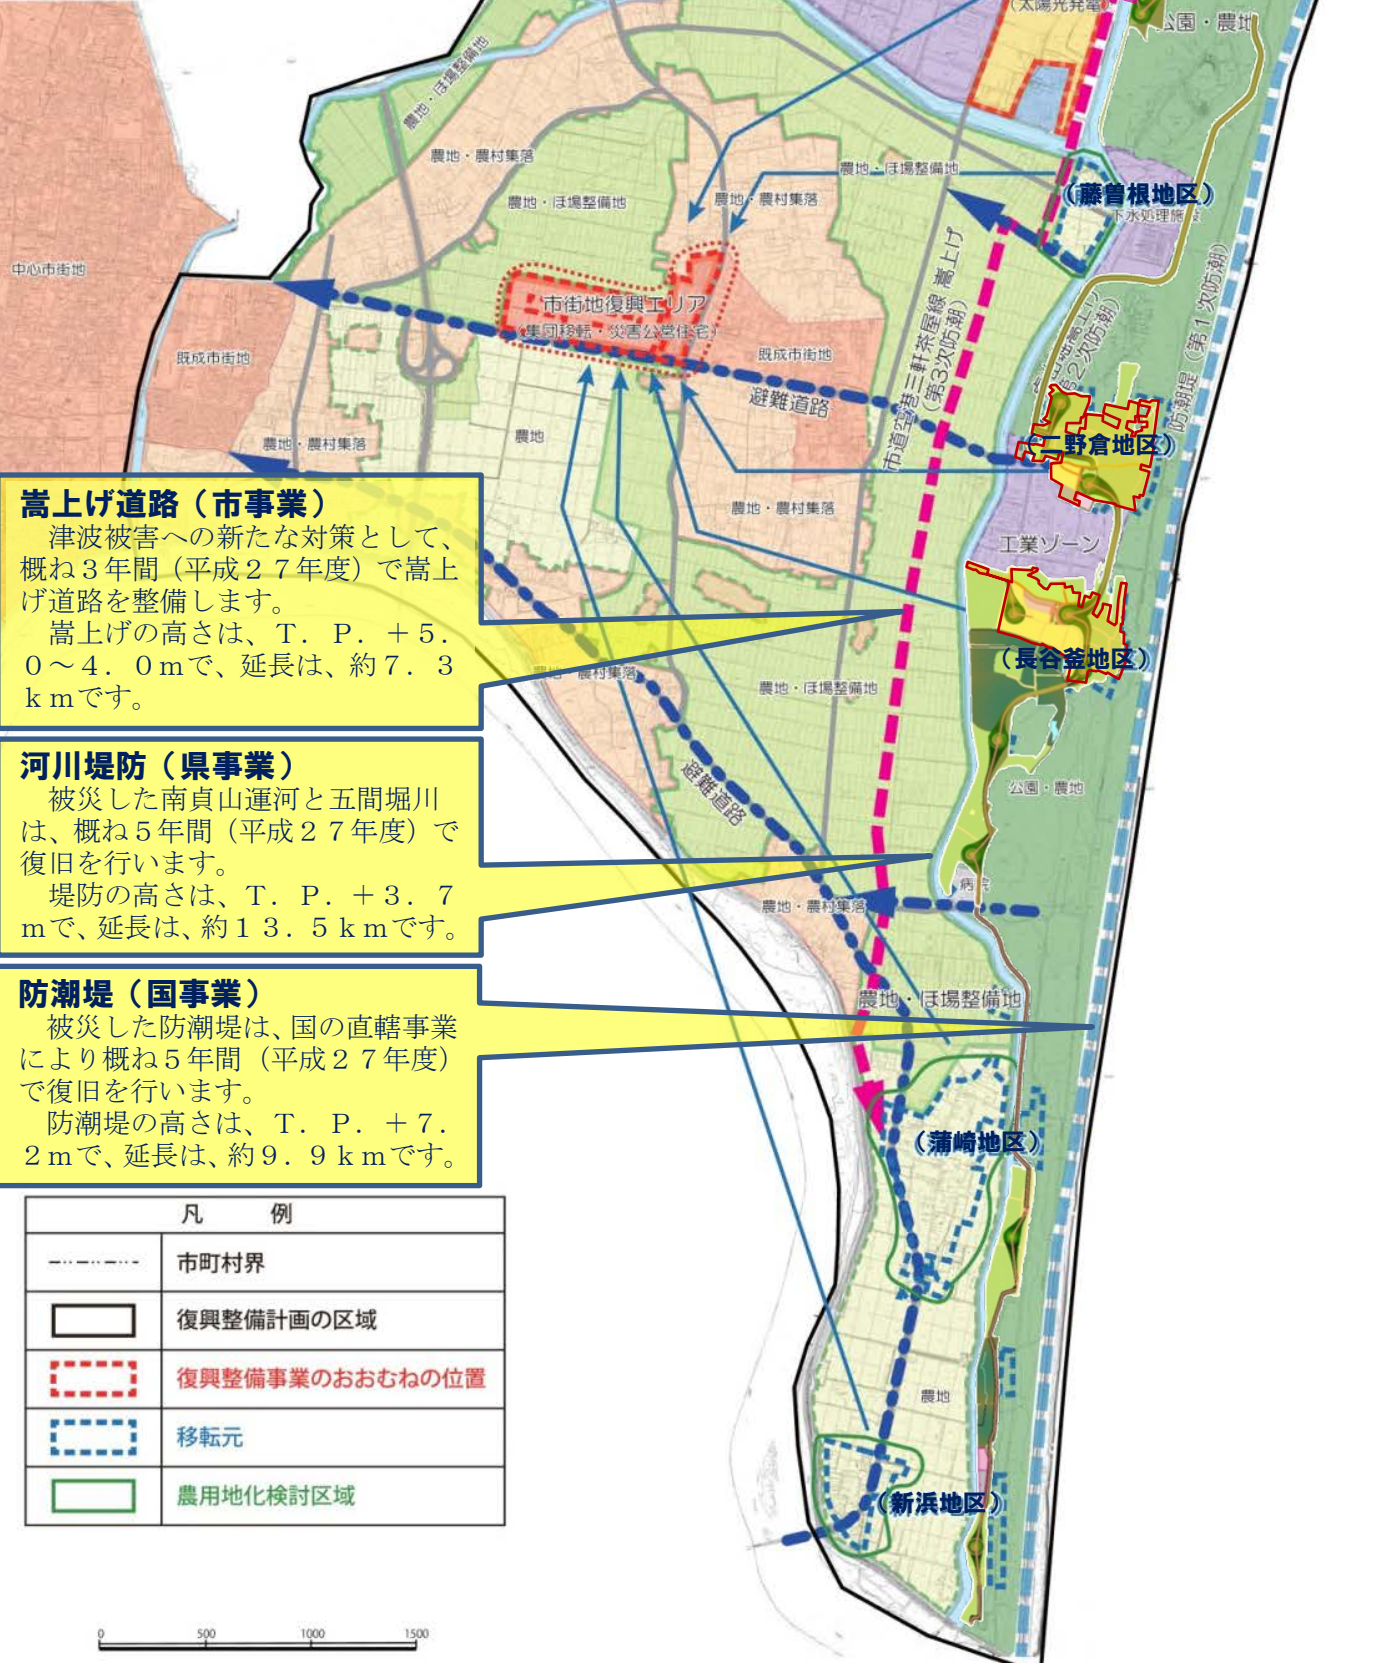 (太陽光発電)
公園・農地
農地・ほ場整備地
農地・農村集落
農地・ほ場整備地
農地・ほ場整備地
農地・農村集落
(藤曽根地区)
下水処理施設
中心市街地
市街地復興エリア
(集団移転・災害公営住宅)
既成市街地
既成市街地
市道空港三軒茶屋線 嵩上げ
(第3次防潮)
防潮堤(第1次防潮)
避難道路
農地・農村集落
農地
(二野倉地区)
農地・農村集落
工業ゾーン
(長谷釜地区)
農地・農村集落
農地・ほ場整備地
避難道路
公園・農地
病院
農地・農村集落
農地・ほ場整備地
(蒲崎地区)
農地
(新浜地区)
嵩上げ道路(市事業)
津波被害への新たな対策として、
概ね3年間(平成27年度)で嵩上
げ道路を整備します。
嵩上げの高さは、T.P.+5.
0~4.0mで、延長は、約7.3
kmです。
河川堤防(県事業)
被災した南貞山運河と五間堀川
は、概ね5年間(平成27年度)で
復旧を行います。
堤防の高さは、T.P.+3.7
mで、延長は、約13.5kmです。
防潮堤(国事業)
被災した防潮堤は、国の直轄事業
により概ね5年間(平成27年度)
で復旧を行います。
防潮堤の高さは、T.P.+7.
2mで、延長は、約9.9kmです。
凡 例
市町村界
復興整備計画の区域
復興整備事業のおおむねの位置
移転元
農用地化検討区域
0 500 1000 1500